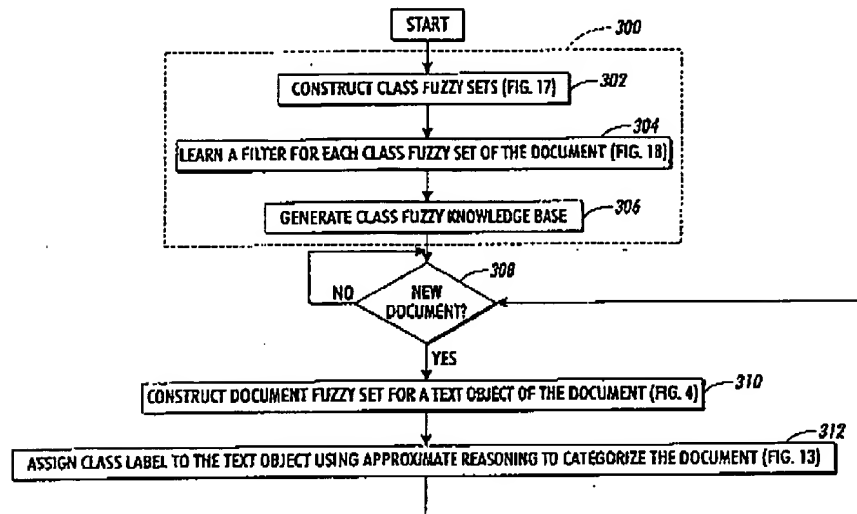 START
300
CONSTRUCT CLASS FUZZY SETS (FIG. 17)
302
304
LEARN A FILTER FOR EACH CLASS FUZZY SET OF THE DOCUMENT (FIG. 18)
GENERATE CLASS FUZZY KNOWLEDGE BASE
306
308
NO
NEW
DOCUMENT?
YES
CONSTRUCT DOCUMENT FUZZY SET FOR A TEXT OBJECT OF THE DOCUMENT (FIG. 4)
310
312
ASSIGN CLASS LABEL TO THE TEXT OBJECT USING APPROXIMATE REASONING TO CATEGORIZE THE DOCUMENT (FIG. 13)